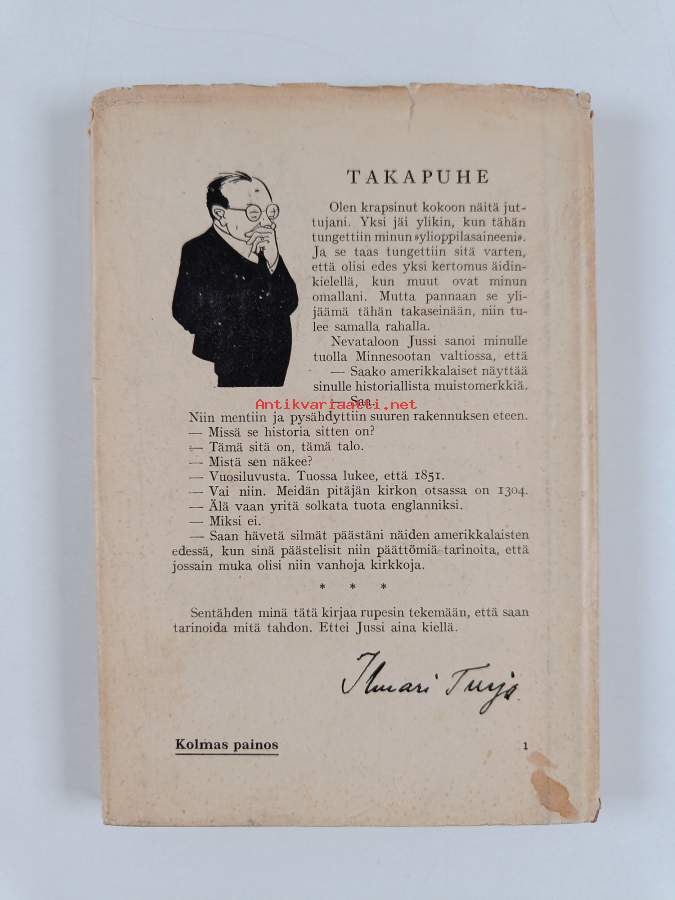 TAKAPUHE
Olen krapsinut kokoon näitä jut-
tujani. Yksi jäi ylikin, kun tähän
tungettiin minun »ylioppilasaineeni».
Ja se taas tungettiin sitä varten,
että olisi edes yksi kertomus äidin-
kielellä, kun muut ovat minun
omallani. Mutta pannaan se yli-
jäämä tähän takaseinään, niin tu-
lee samalla rahalla.
Nevataloon Jussi sanoi minulle
tuolla Minnesootan valtiossa, että
— Saako amerikkalaiset näyttää
sinulle historiallista muistomerkkiä.
— Saa.
Antikvariaatti.net
Niin mentiin ja pysähdyttiin suuren rakennuksen eteen.
— Missä se historia sitten on?
— Tämä sitä on, tämä talo.
— Mistä sen näkee?
— Vuosiluvusta. Tuossa lukee, että 1851.
— Vai niin. Meidän pitäjän kirkon otsassa on 1304.
— Älä vaan yritä solkata tuota englanniksi.
— Miksi ei.
— Saan hävetä silmät päästäni näiden amerikkalaisten
edessä, kun sinä päästelisit niin päättömiä tarinoita, että
jossain muka olisi niin vanhoja kirkkoja.
* * *
Sentähden minä tätä kirjaa rupesin tekemään, että saan
tarinoida mitä tahdon. Ettei Jussi aina kiellä.
Ilmari Turja
Kolmas painos
1